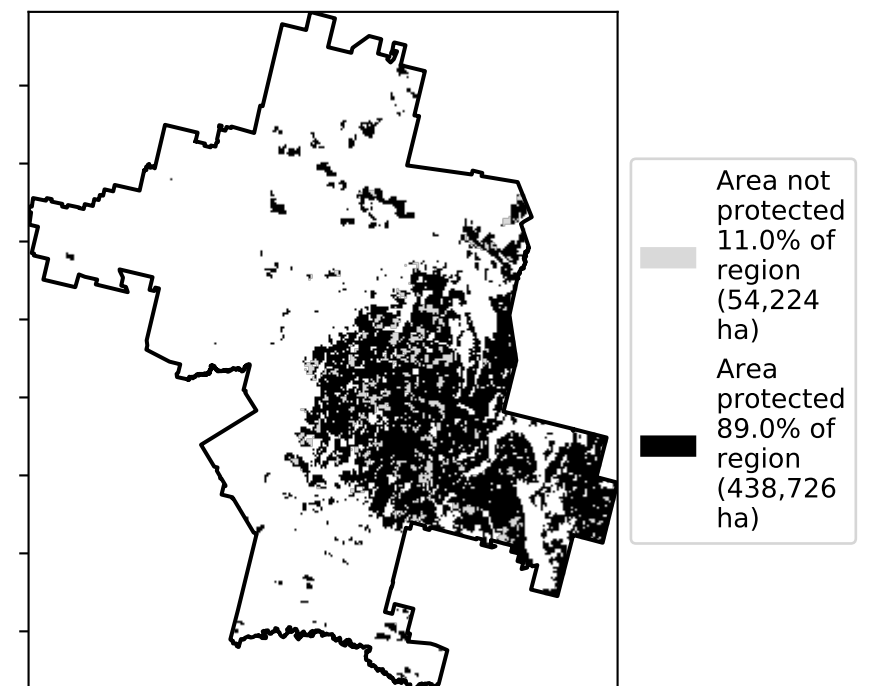 Area not
protected
11.0% of
region
(54,224
ha)
Area
protected
89.0% of
region
(438,726
ha)